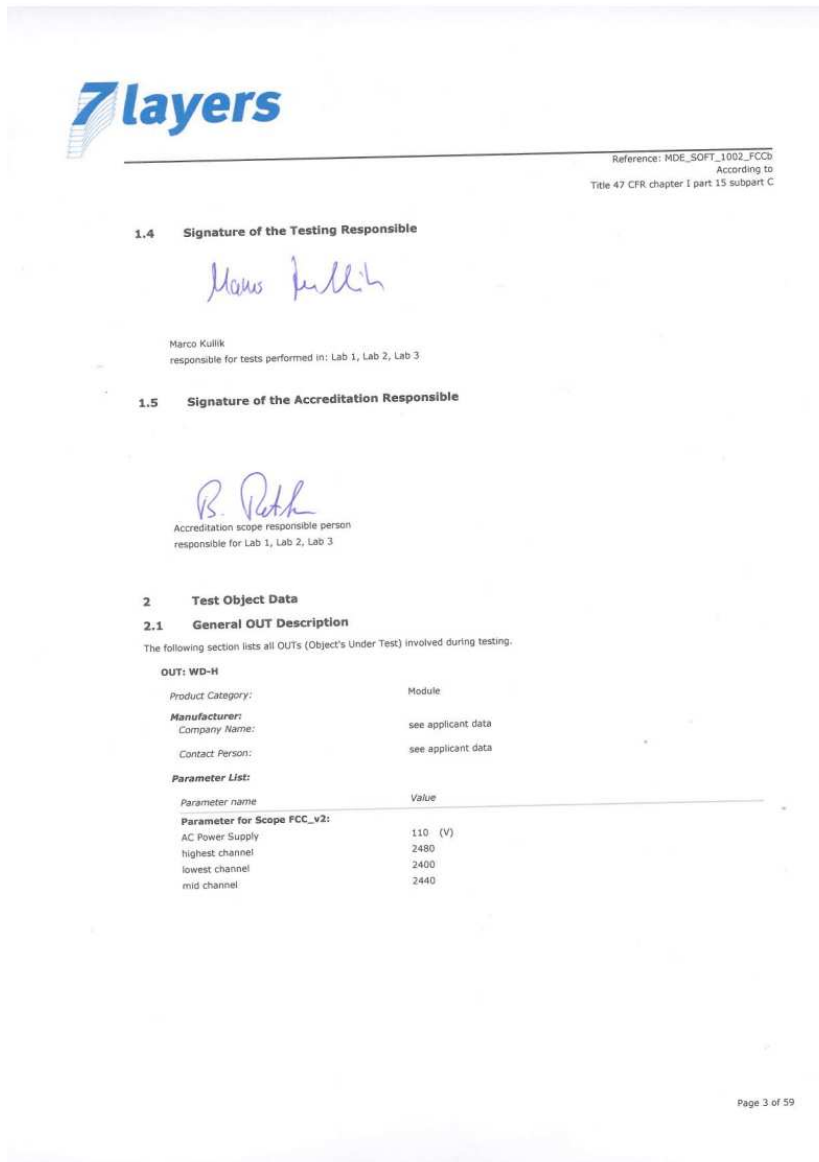 7 layers
Reference: MDE_SOFT_1002_FCCb
According to
Title 47 CFR chapter I part 15 subpart C
1.4 Signature of the Testing Responsible
Marco Kullik
responsible for tests performed in: Lab 1, Lab 2, Lab 3
1.5 Signature of the Accreditation Responsible
B.
Accreditation scope responsible person
responsible for Lab 1, Lab 2, Lab 3
2 Test Object Data
2.1 General OUT Description
The following section lists all OUTs (Object's Under Test) involved during testing.
OUT: WD-H
Product Category: Module
Manufacturer:
Company Name: see applicant data
Contact Person: see applicant data
Parameter List:
Parameter name Value
Parameter for Scope FCC_v2:
AC Power Supply 110 (V)
highest channel 2480
lowest channel 2400
mid channel 2440
Page 3 of 59